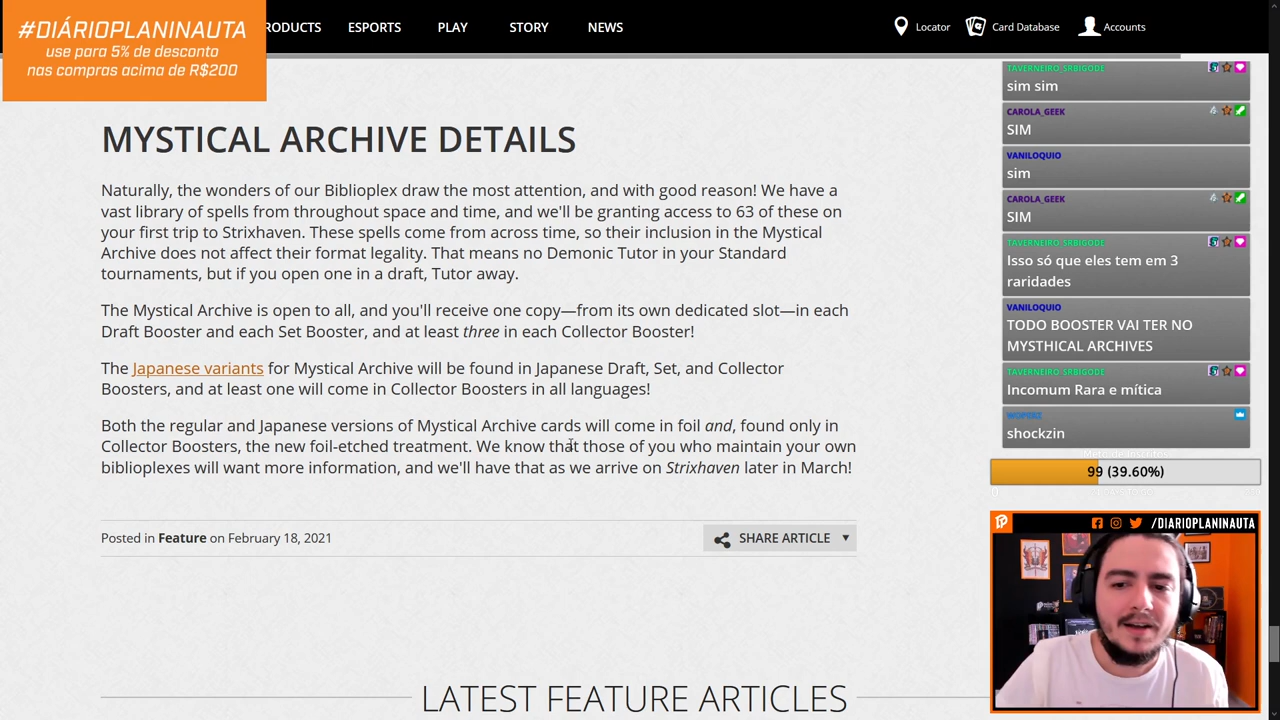 #DIÁRIOPLANINAUTA
use para 5% de desconto
nas compras acima de R$200
RODUCTS ESPORTS PLAY STORY NEWS
Locator Card Database Accounts
MYSTICAL ARCHIVE DETAILS
Naturally, the wonders of our Biblioplex draw the most attention, and with good reason! We have a
vast library of spells from throughout space and time, and we'll be granting access to 63 of these on
your first trip to Strixhaven. These spells come from across time, so their inclusion in the Mystical
Archive does not affect their format legality. That means no Demonic Tutor in your Standard
tournaments, but if you open one in a draft, Tutor away.
The Mystical Archive is open to all, and you'll receive one copy—from its own dedicated slot—in each
Draft Booster and each Set Booster, and at least three in each Collector Booster!
The Japanese variants for Mystical Archive will be found in Japanese Draft, Set, and Collector
Boosters, and at least one will come in Collector Boosters in all languages!
Both the regular and Japanese versions of Mystical Archive cards will come in foil and, found only in
Collector Boosters, the new foil-etched treatment. We know that those of you who maintain your own
biblioplexes will want more information, and we'll have that as we arrive on Strixhaven later in March!
Posted in Feature on February 18, 2021
SHARE ARTICLE
LATEST FEATURE ARTICLES
TAVERNEIRO_SRBIGODE
sim sim
CAROLA_GEEK
SIM
VANILOQUIO
sim
CAROLA_GEEK
SIM
TAVERNEIRO_SRBIGODE
Isso só que eles tem em 3
raridades
VANILOQUIO
TODO BOOSTER VAI TER NO
MYSTHICAL ARCHIVES
TAVERNEIRO_SRBIGODE
Incomum Rara e mítica
WOPERZ
shockzin
99 (39.60%)
0
/DIARIOPLANINAUTA